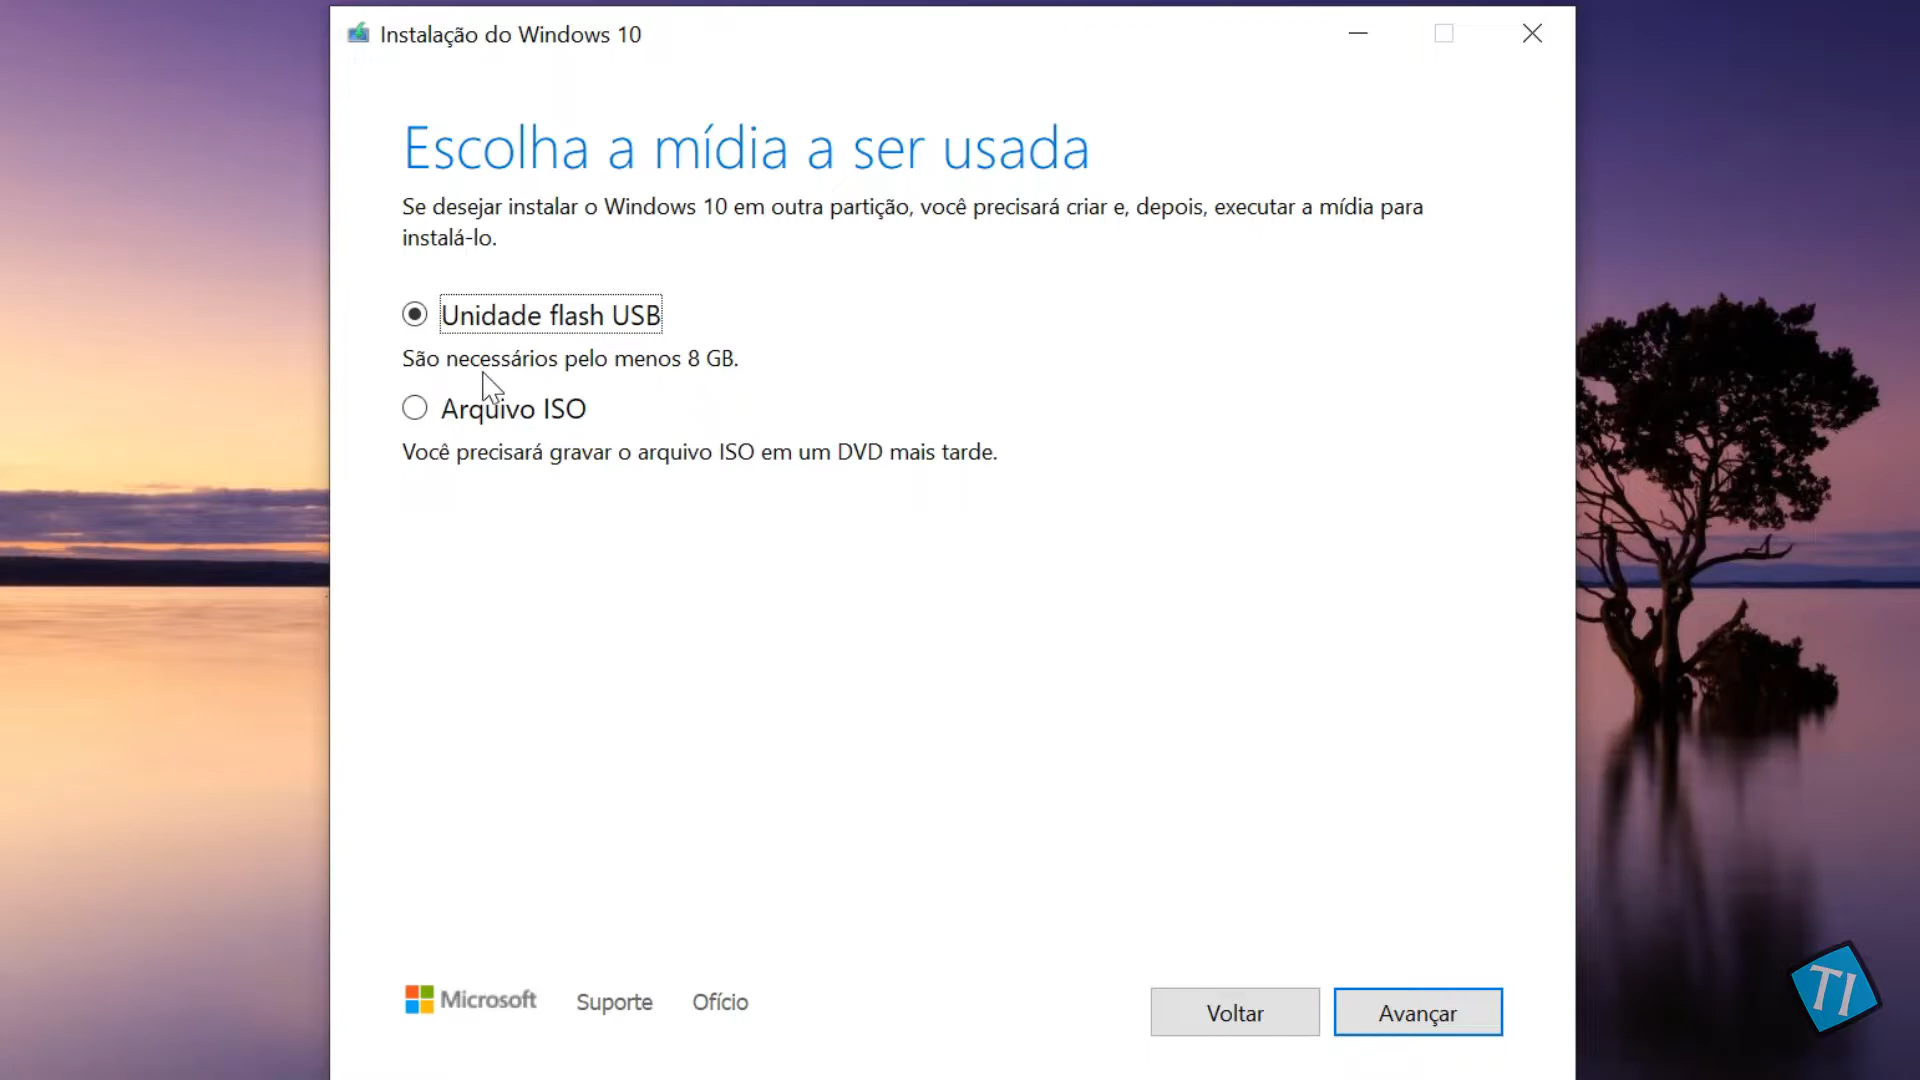 Instalação do Windows 10
Escolha a mídia a ser usada
Se desejar instalar o Windows 10 em outra partição, você precisará criar e, depois, executar a mídia para
instalá-lo.
Unidade flash USB
São necessários pelo menos 8 GB.
Arquivo ISO
Você precisará gravar o arquivo ISO em um DVD mais tarde.
Microsoft Suporte Ofício Voltar Avançar
TI